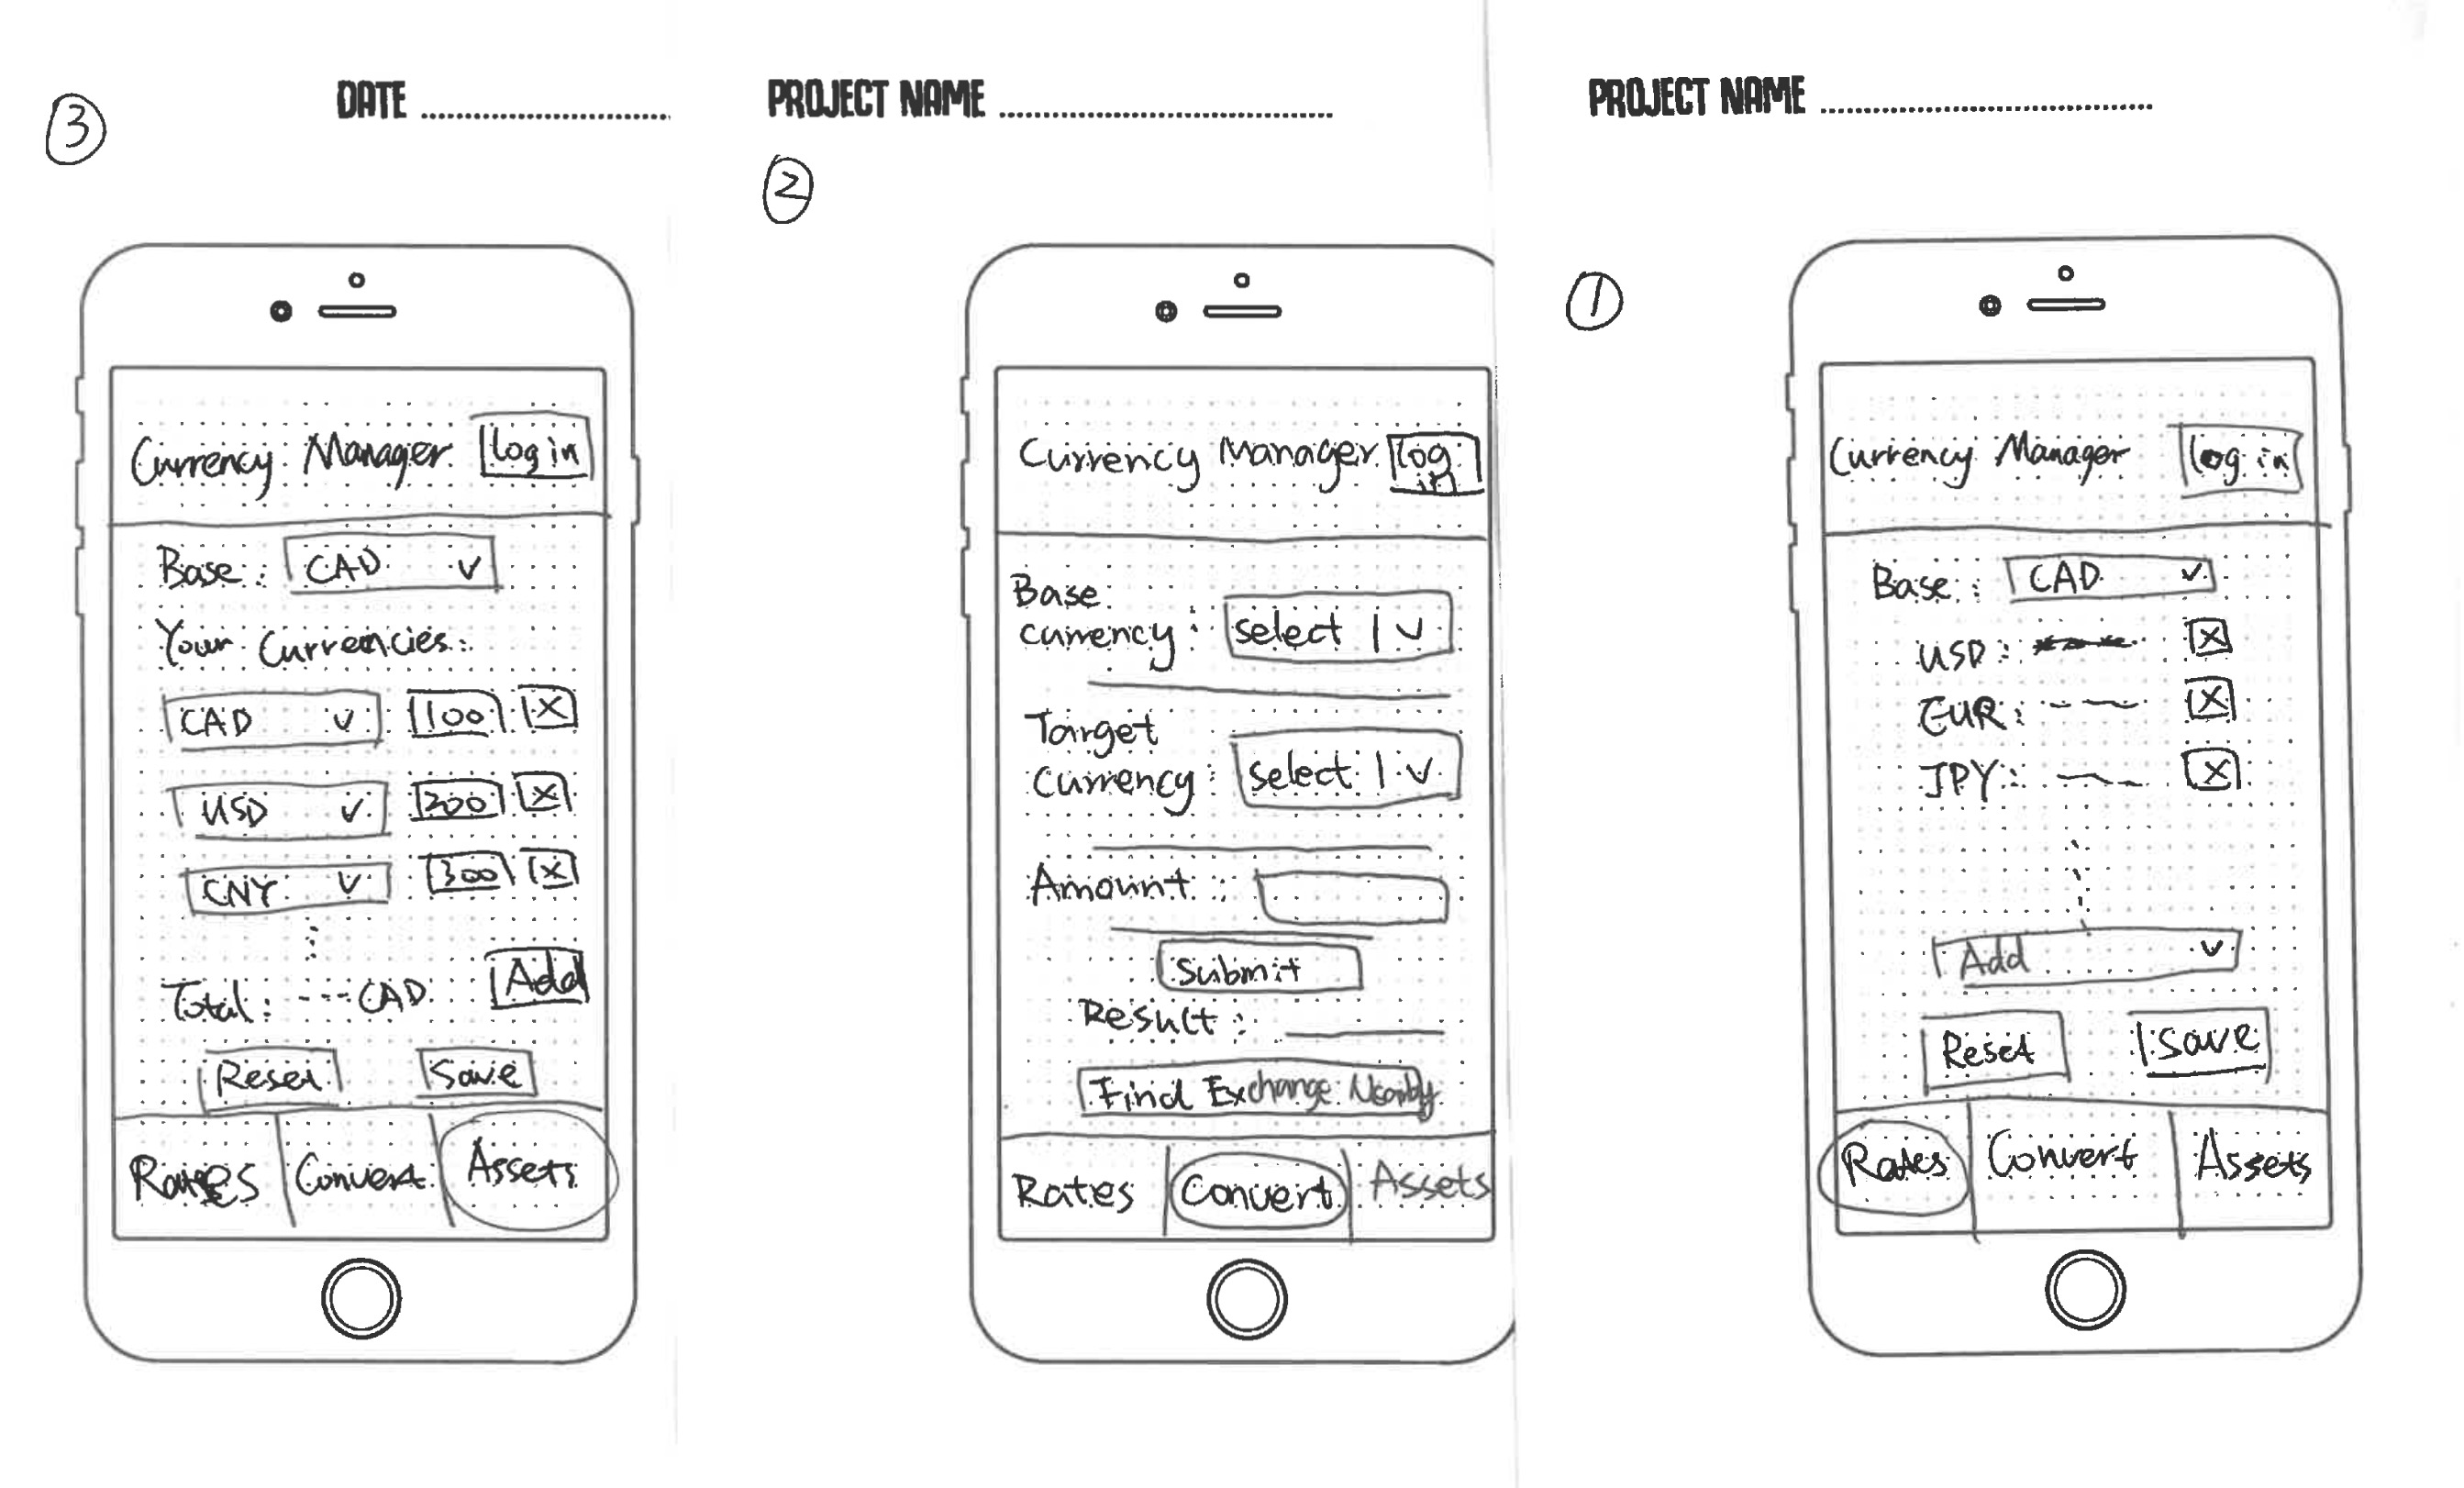 3
DATE
Currency Manager log in
Base: CAD
Your Currencies:
CAD 100 X
USD 200 X
CNY 300 X
Total: ---CAD Add
Reset Save
Rates Convert Assets
PROJECT NAME
2
Currency Manager log
in
Base
currency: select
Target
Currency: select
Amount:
Submit
Result:
Find Exchange Nearby
Rates Convert Assets
PROJECT NAME
1
Currency Manager log in
Base: CAD
USD: X
EUR: X
JPY: X
Add
Reset Save
Rates Convert Assets